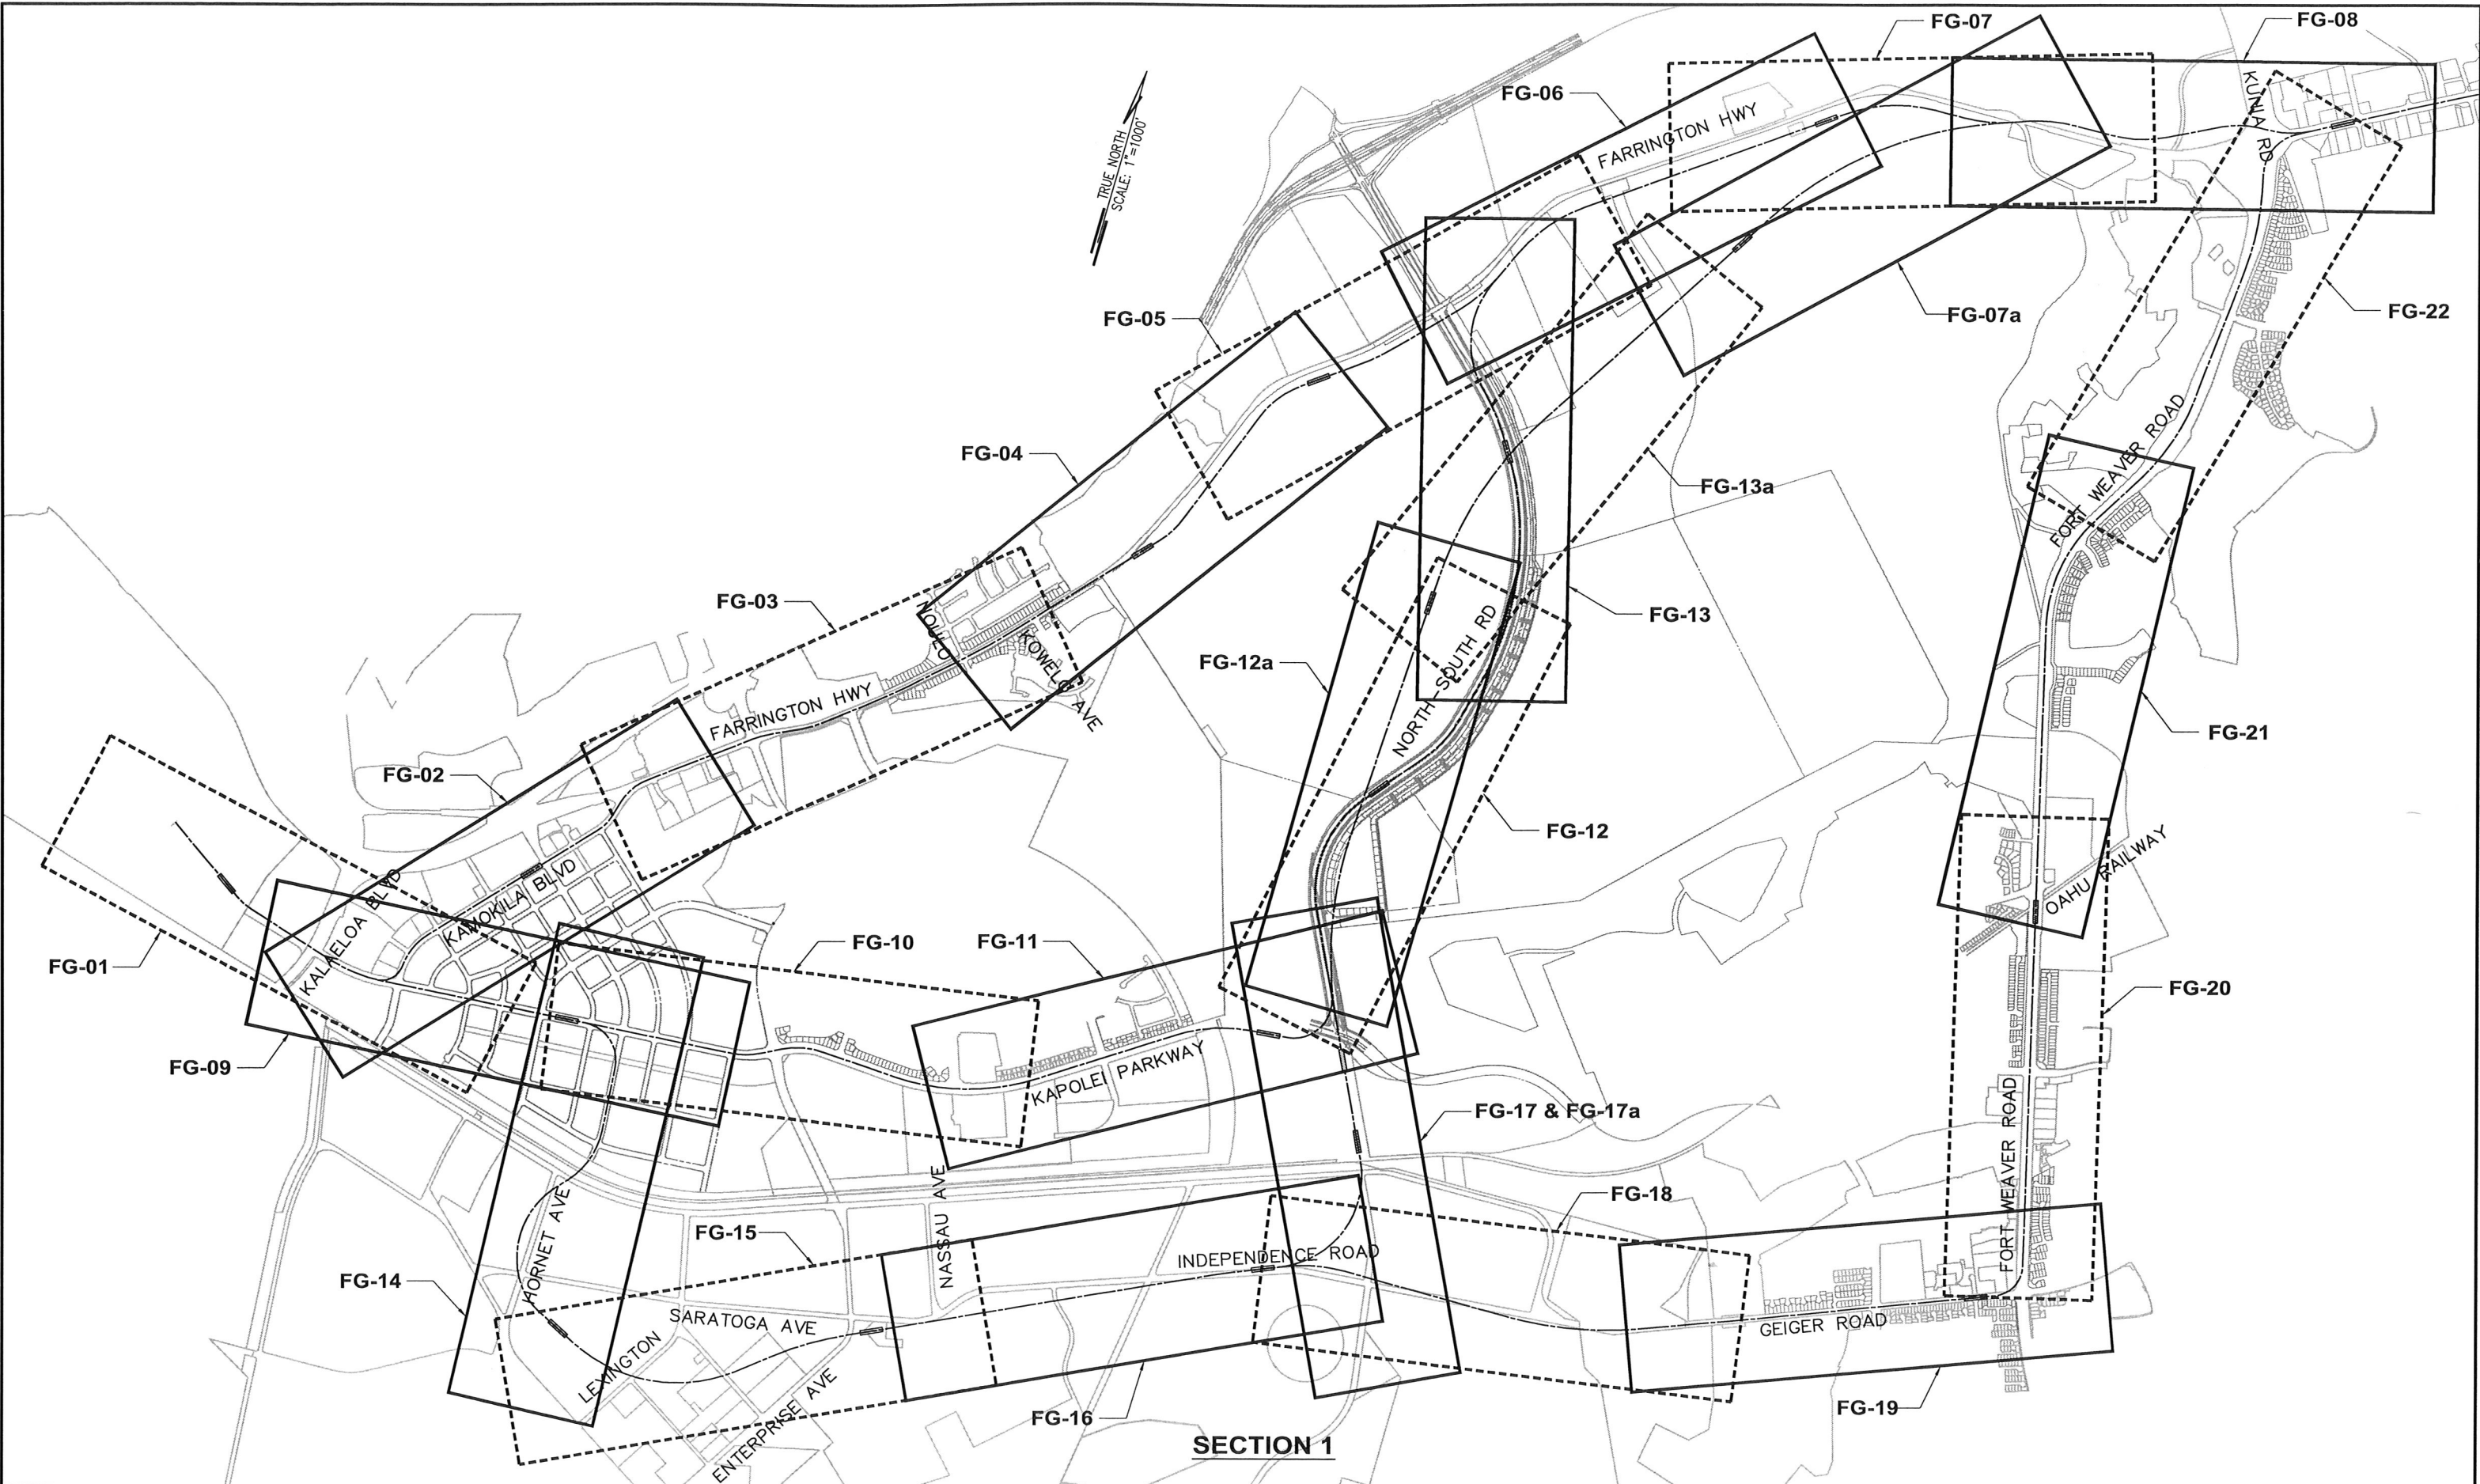 FG-07
FG-08
FG-06
KUNIA RD
FARRINGTON HWY
TRUE NORTH
SCALE: 1"=1000'
FG-05
FG-07a
FG-22
FG-04
FG-13a
FORT WEAVER ROAD
FG-03
FG-13
NORTH-SOUTH RD
KOWELO AVE
FG-12a
FARRINGTON HWY
FG-21
FG-02
FG-12
OAHU RAILWAY
KAMOKILA BLVD
KALAELOA BLVD
FG-01
FG-10
FG-11
FG-20
FG-09
KAPOLEI PARKWAY
FG-17 & FG-17a
FORT WEAVER ROAD
FG-18
NASSAU AVE
FG-15
HORNET AVE
INDEPENDENCE ROAD
FG-14
SARATOGA AVE
GEIGER ROAD
LEXINGTON
ENTERPRISE AVE
FG-16
FG-19
SECTION 1